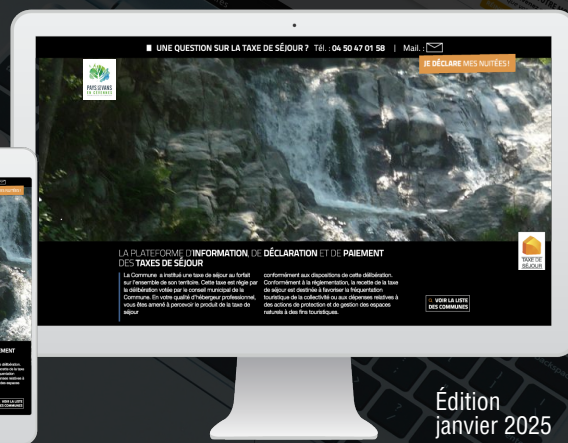 UNE QUESTION SUR LA TAXE DE SÉJOUR ? Tél. : 04 50 47 01 58 | Mail. :
JE DÉCLARE MES NUITÉES !
TAXE DE
SÉJOUR
LA PLATEFORME D'INFORMATION, DE DÉCLARATION ET DE PAIEMENT
DES TAXES DE SÉJOUR
La Commune a institué une taxe de séjour au forfait
sur l'ensemble de son territoire. Cette taxe est régie par
la délibération votée par le conseil municipal de la
Commune. En votre qualité d'hébergeur professionnel,
vous êtes amené à percevoir le produit de la taxe de
séjour
conformément aux dispositions de cette délibération.
Conformément à la réglementation, la recette de la taxe
de séjour est destinée à favoriser la fréquentation
touristique de la collectivité ou aux dépenses relatives à
des actions de protection et de gestion des espaces
naturels à des fins touristiques.
VOIR LA LISTE
DES COMMUNES
Édition
janvier 2025